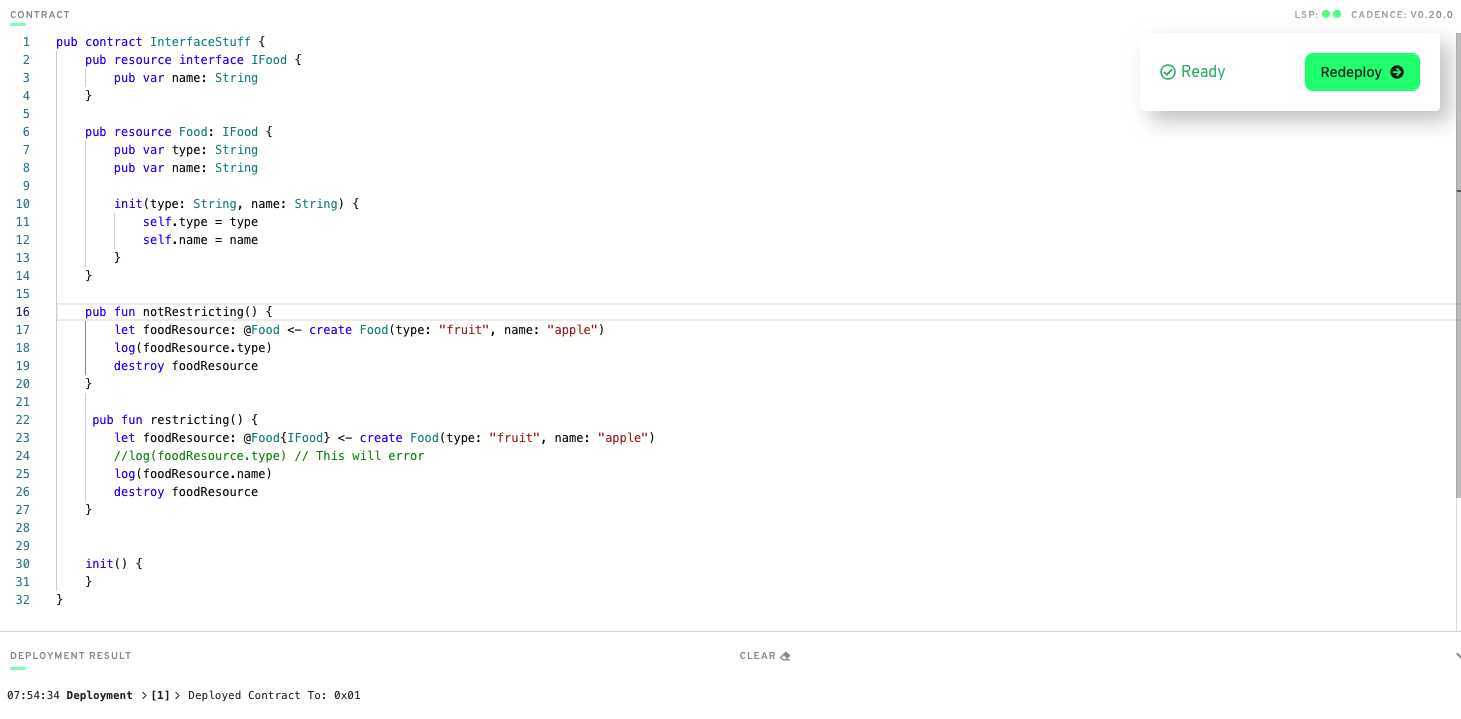 CONTRACT
LSP: CADENCE: V0.20.0
Ready
Redeploy
1 pub contract InterfaceStuff {
2 pub resource interface IFood {
3 pub var name: String
4 }
5
6 pub resource Food: IFood {
7 pub var type: String
8 pub var name: String
9
10 init(type: String, name: String) {
11 self.type = type
12 self.name = name
13 }
14 }
15
16 pub fun notRestricting() {
17 let foodResource: @Food <- create Food(type: "fruit", name: "apple")
18 log(foodResource.type)
19 destroy foodResource
20 }
21
22 pub fun restricting() {
23 let foodResource: @Food{IFood} <- create Food(type: "fruit", name: "apple")
24 //log(foodResource.type) // This will error
25 log(foodResource.name)
26 destroy foodResource
27 }
28
29
30 init() {
31 }
32 }
DEPLOYMENT RESULT
CLEAR
07:54:34 Deployment > [1] > Deployed Contract To: 0x01